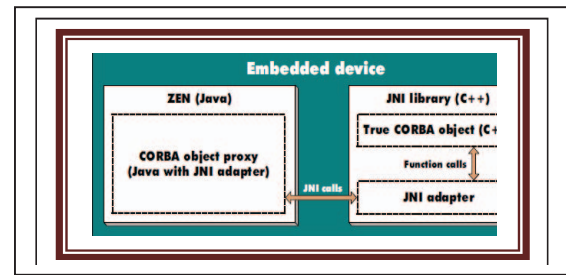 Embedded device
ZEN (Java)
CORBA object proxy
(Java with JNI adapter)
JNI calls
JNI library (C++)
True CORBA object (C+
Function calls
JNI adapter